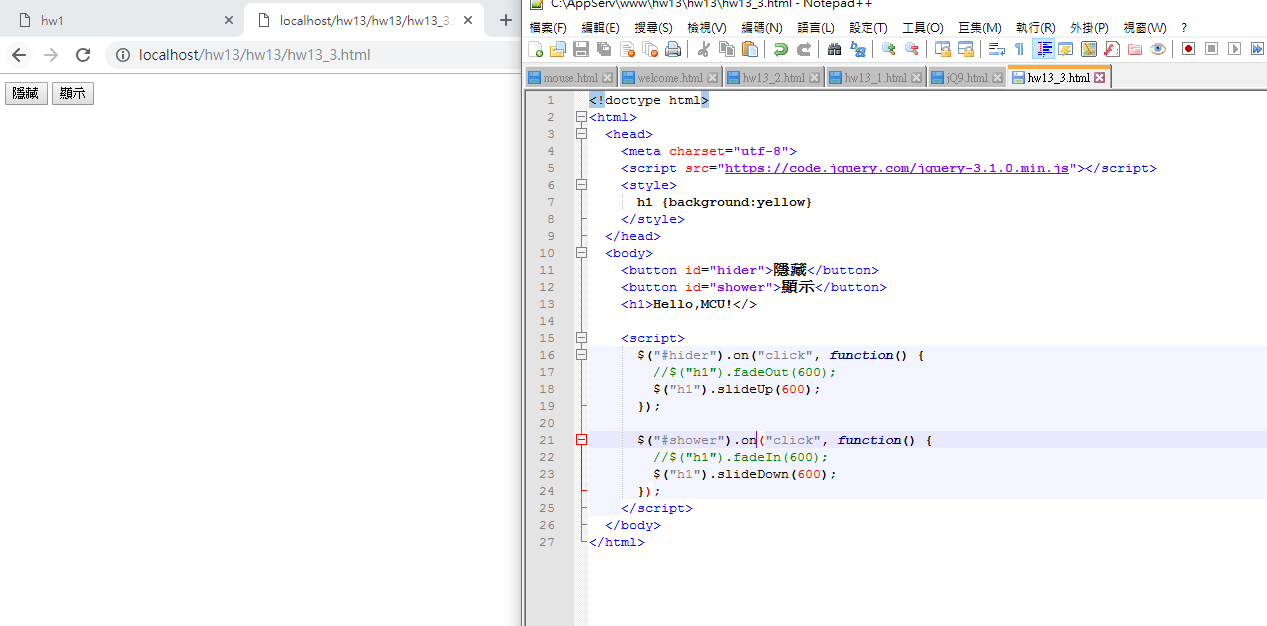 hw1
localhost/hw13/hw13/hw13_3.
localhost/hw13/hw13/hw13_3.html
隱藏 顯示
C:\AppServ\www\hw13\hw13\hw13_3.html - Notepad++
檔案(F) 編輯(E) 搜尋(S) 檢視(V) 編碼(N) 語言(L) 設定(T) 工具(O) 巨集(M) 執行(R) 外掛(P) 視窗(W) ?
mouse.html welcome.html hw13_2.html hw13_1.html jQ9.html hw13_3.html
1 <!doctype html>
2 <html>
3 <head>
4 <meta charset="utf-8">
5 <script src="https://code.jquery.com/jquery-3.1.0.min.js"></script>
6 <style>
7 h1 {background:yellow}
8 </style>
9 </head>
10 <body>
11 <button id="hider">隱藏</button>
12 <button id="shower">顯示</button>
13 <h1>Hello,MCU!</>
14
15 <script>
16 $("#hider").on("click", function() {
17 //$("h1").fadeOut(600);
18 $("h1").slideUp(600);
19 });
20
21 $("#shower").on("click", function() {
22 //$("h1").fadeIn(600);
23 $("h1").slideDown(600);
24 });
25 </script>
26 </body>
27 </html>